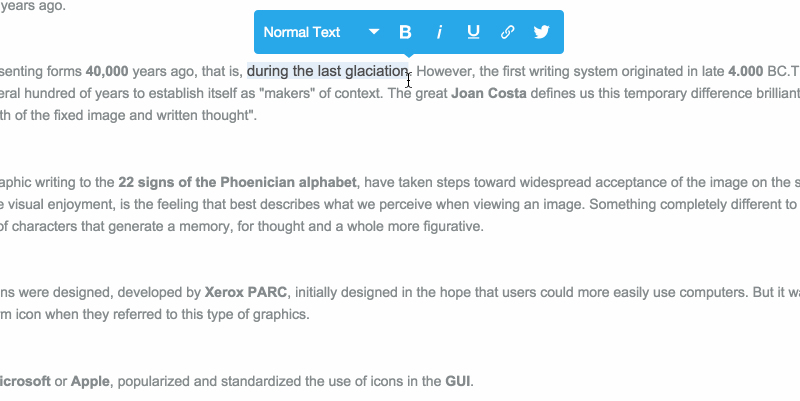 years ago.
Normal Text B i U
senting forms 40,000 years ago, that is, during the last glaciation. However, the first writing system originated in late 4.000 BC.T
eral hundred of years to establish itself as "makers" of context. The great Joan Costa defines us this temporary difference brilliant
th of the fixed image and written thought".
aphic writing to the 22 signs of the Phoenician alphabet, have taken steps toward widespread acceptance of the image on the s
e visual enjoyment, is the feeling that best describes what we perceive when viewing an image. Something completely different to
of characters that generate a memory, for thought and a whole more figurative.
ns were designed, developed by Xerox PARC, initially designed in the hope that users could more easily use computers. But it wa
rm icon when they referred to this type of graphics.
icrosoft or Apple, popularized and standardized the use of icons in the GUI.